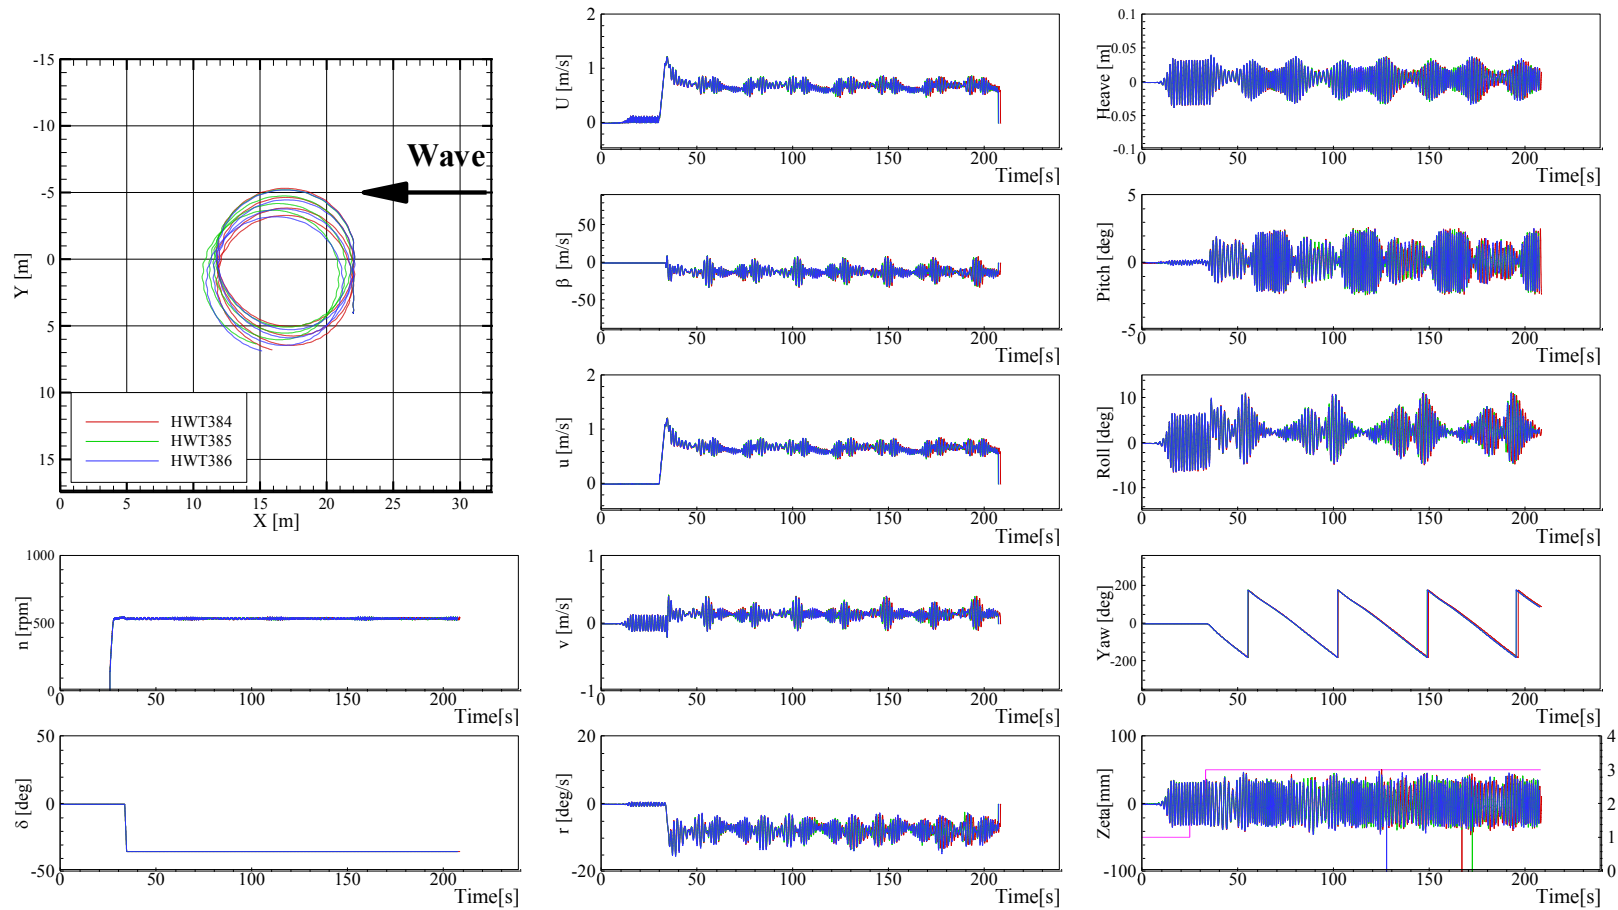 -15
-10
-5
0
5
10
15
Y [m]
Wave
HWT384
HWT385
HWT386
0 5 10 15 20 25 30
X [m]
1000
500
0
n [rpm]
0 50 100 150 200
Time[s]
50
0
-50
δ [deg]
0 50 100 150 200
Time[s]
2
1
0
U [m/s]
0 50 100 150 200
Time[s]
50
0
-50
β [m/s]
0 50 100 150 200
Time[s]
2
1
0
u [m/s]
0 50 100 150 200
Time[s]
1
0
-1
v [m/s]
0 50 100 150 200
Time[s]
20
0
-20
r [deg/s]
0 50 100 150 200
Time[s]
0.1
0.05
0
-0.05
-0.1
Heave [m]
0 50 100 150 200
Time[s]
5
0
-5
Pitch [deg]
0 50 100 150 200
Time[s]
10
0
-10
Roll [deg]
0 50 100 150 200
Time[s]
200
0
-200
Yaw [deg]
0 50 100 150 200
Time[s]
100
0
-100
Zeta[mm]
4
3
2
1
0
0 50 100 150 200
Time[s]